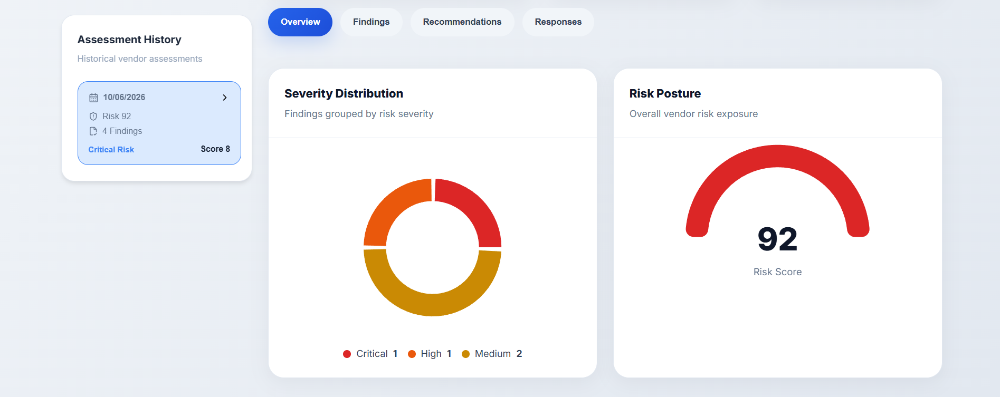 Overview
Findings
Recommendations
Responses
Assessment History
Historical vendor assessments
10/06/2026
Risk 92
4 Findings
Critical Risk
Score 8
Severity Distribution
Findings grouped by risk severity
Critical 1
High 1
Medium 2
Risk Posture
Overall vendor risk exposure
92
Risk Score